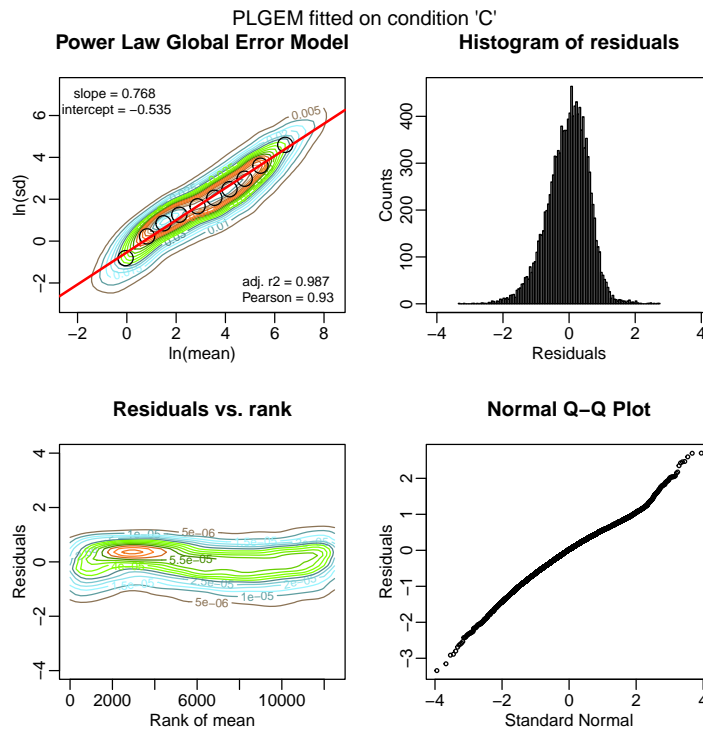 PLGEM fitted on condition 'C'
Power Law Global Error Model
slope = 0.768
intercept = −0.535
0.005
0.01
0.03
adj. r2 = 0.987
Pearson = 0.93
ln(sd)
−2 0 2 4 6
−2 0 2 4 6 8
ln(mean)
Histogram of residuals
Counts
0 100 200 300 400
−4 −2 0 2 4
Residuals
Residuals vs. rank
Residuals
−4 −2 0 2 4
5e−06
5.5e−05
1e−05
5e−06
0 2000 6000 10000
Rank of mean
Normal Q−Q Plot
Residuals
−3 −2 −1 0 1 2
−4 −2 0 2 4
Standard Normal